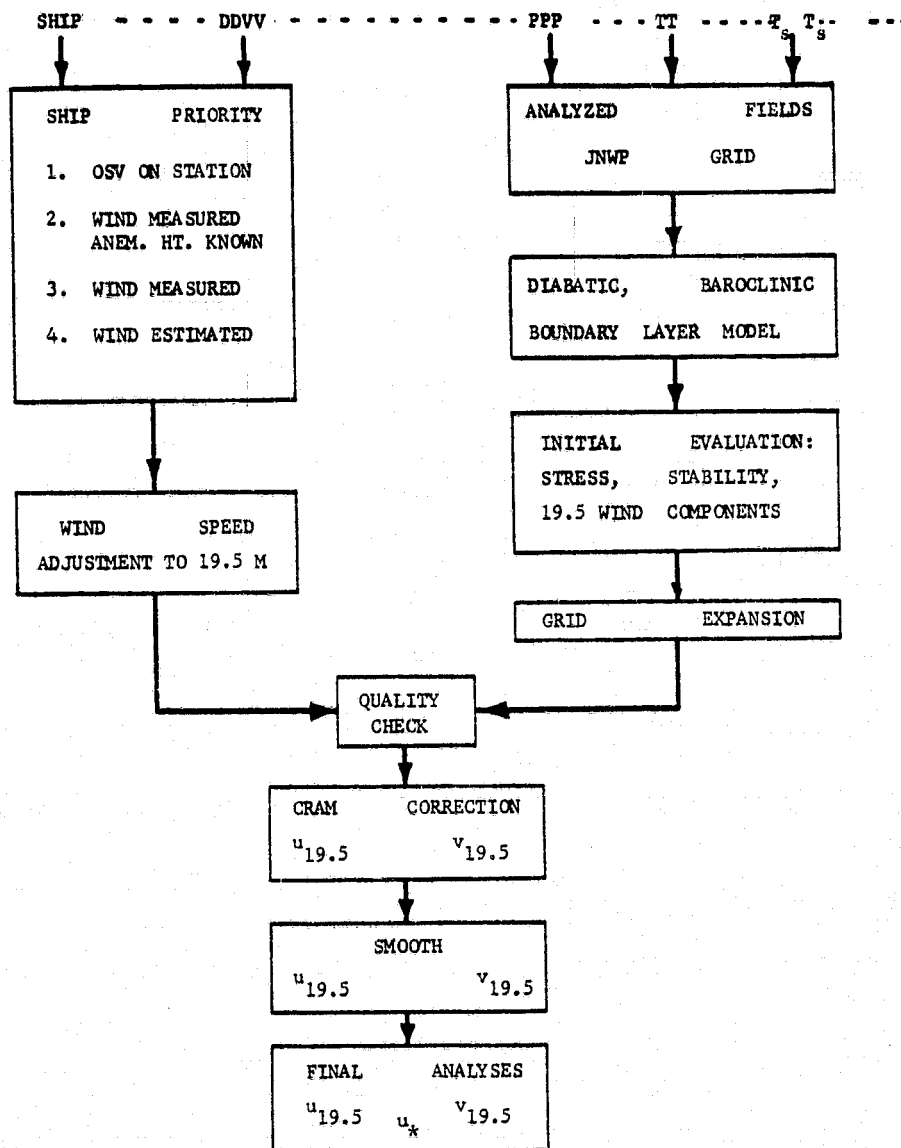 SHIP - - - - - DDVV - - - - - - - - - - - - - - - - - - PPP - - - - - TT - - - - - T_s T_s - - - -
SHIP PRIORITY
1. OSV ON STATION
2. WIND MEASURED
ANEM. HT. KNOWN
3. WIND MEASURED
4. WIND ESTIMATED
WIND SPEED
ADJUSTMENT TO 19.5 M
ANALYZED FIELDS
JNWP GRID
DIABATIC, BAROCLINIC
BOUNDARY LAYER MODEL
INITIAL EVALUATION:
STRESS, STABILITY,
19.5 WIND COMPONENTS
GRID EXPANSION
QUALITY
CHECK
CRAM CORRECTION
u19.5 v19.5
SMOOTH
u19.5 v19.5
FINAL ANALYSES
u19.5 u* v19.5